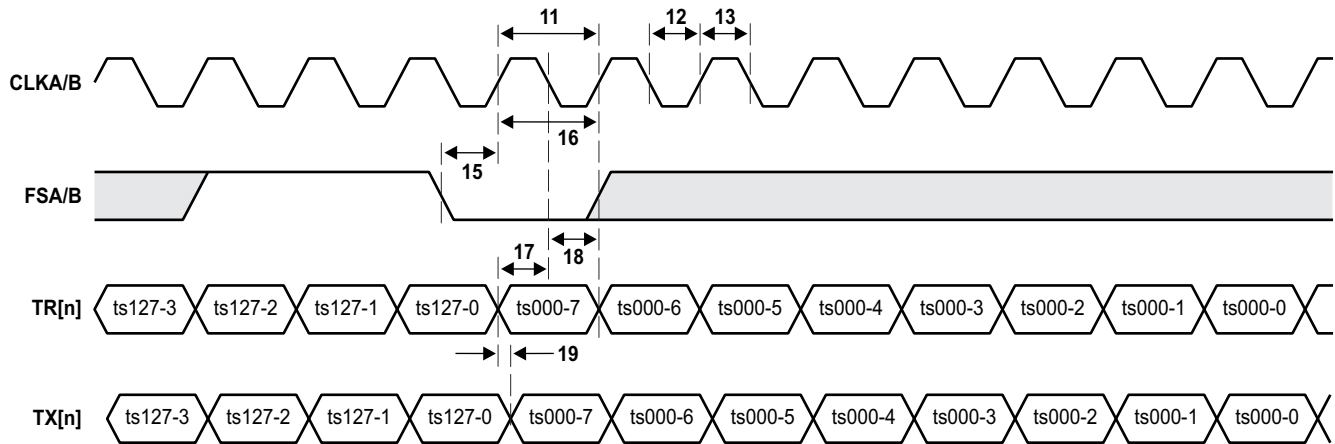 11 12 13
CLKA/B
16
15
FSA/B
17 18
TR[n] ts127-3 ts127-2 ts127-1 ts127-0 ts000-7 ts000-6 ts000-5 ts000-4 ts000-3 ts000-2 ts000-1 ts000-0
19
TX[n] ts127-3 ts127-2 ts127-1 ts127-0 ts000-7 ts000-6 ts000-5 ts000-4 ts000-3 ts000-2 ts000-1 ts000-0